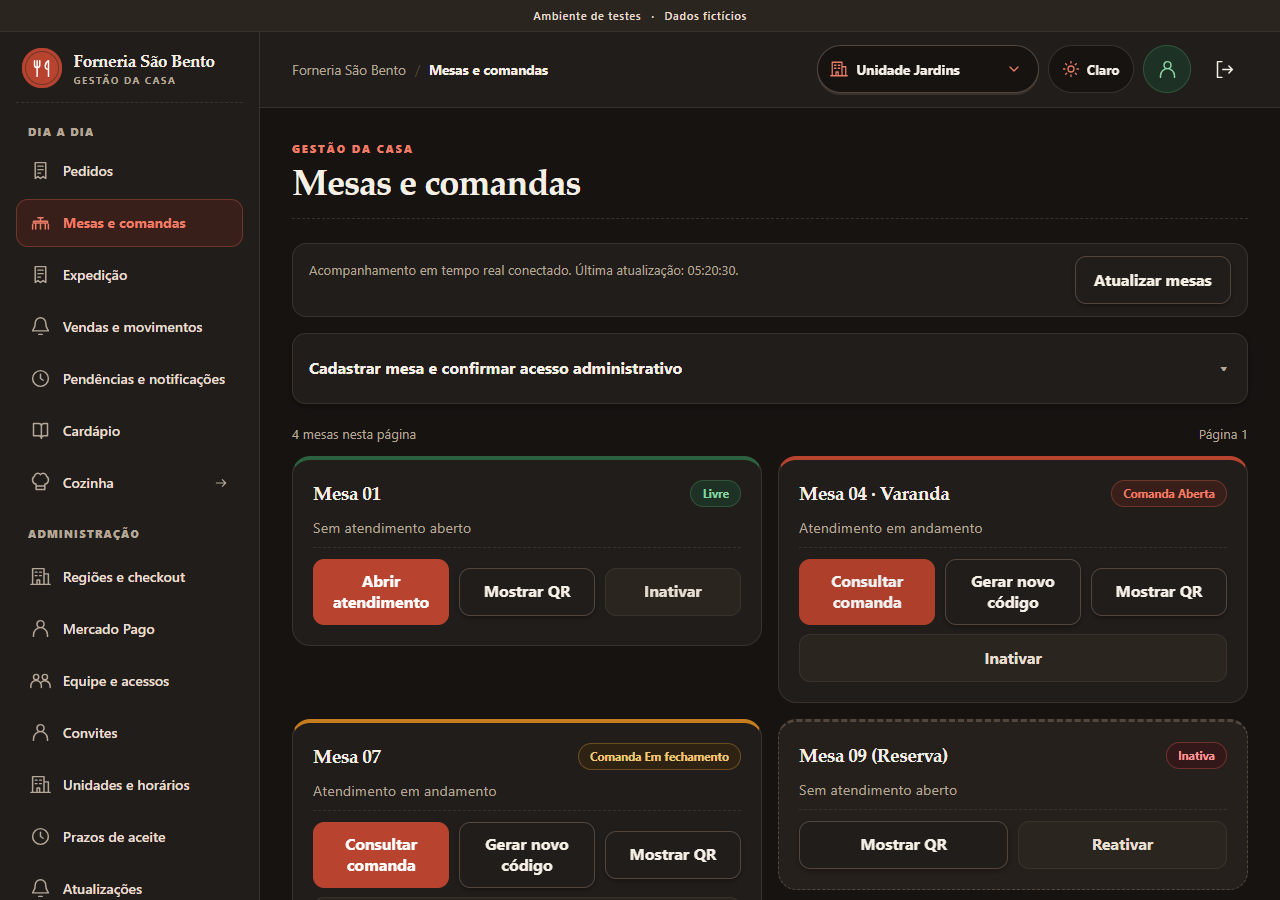 Ambiente de testes · Dados fictícios
Forneria São Bento
GESTÃO DA CASA
DIA A DIA
Pedidos
Mesas e comandas
Expedição
Vendas e movimentos
Pendências e notificações
Cardápio
Cozinha →
ADMINISTRAÇÃO
Regiões e checkout
Mercado Pago
Equipe e acessos
Convites
Unidades e horários
Prazos de aceite
Atualizações
Forneria São Bento / Mesas e comandas
Unidade Jardins
Claro
GESTÃO DA CASA
Mesas e comandas
Acompanhamento em tempo real conectado. Última atualização: 05:20:30.
Atualizar mesas
Cadastrar mesa e confirmar acesso administrativo
4 mesas nesta página
Página 1
Mesa 01
Livre
Sem atendimento aberto
Abrir
atendimento
Mostrar QR
Inativar
Mesa 04 · Varanda
Comanda Aberta
Atendimento em andamento
Consultar
comanda
Gerar novo
código
Mostrar QR
Inativar
Mesa 07
Comanda Em fechamento
Atendimento em andamento
Consultar
comanda
Gerar novo
código
Mostrar QR
Mesa 09 (Reserva)
Inativa
Sem atendimento aberto
Mostrar QR
Reativar